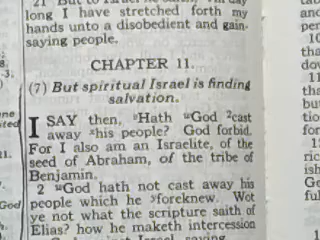 long I have stretched forth my
hands unto a disobedient and gain-
saying people.
CHAPTER 11.
(7) But spiritual Israel is finding
salvation.
I SAY then, Hath God cast
away his people? God forbid.
For I also am an Israelite, of the
seed of Abraham, of the tribe of
Benjamin.
2 God hath not cast away his
people which he foreknew. Wot
ye not what the scripture saith of
Elias? how he maketh intercession